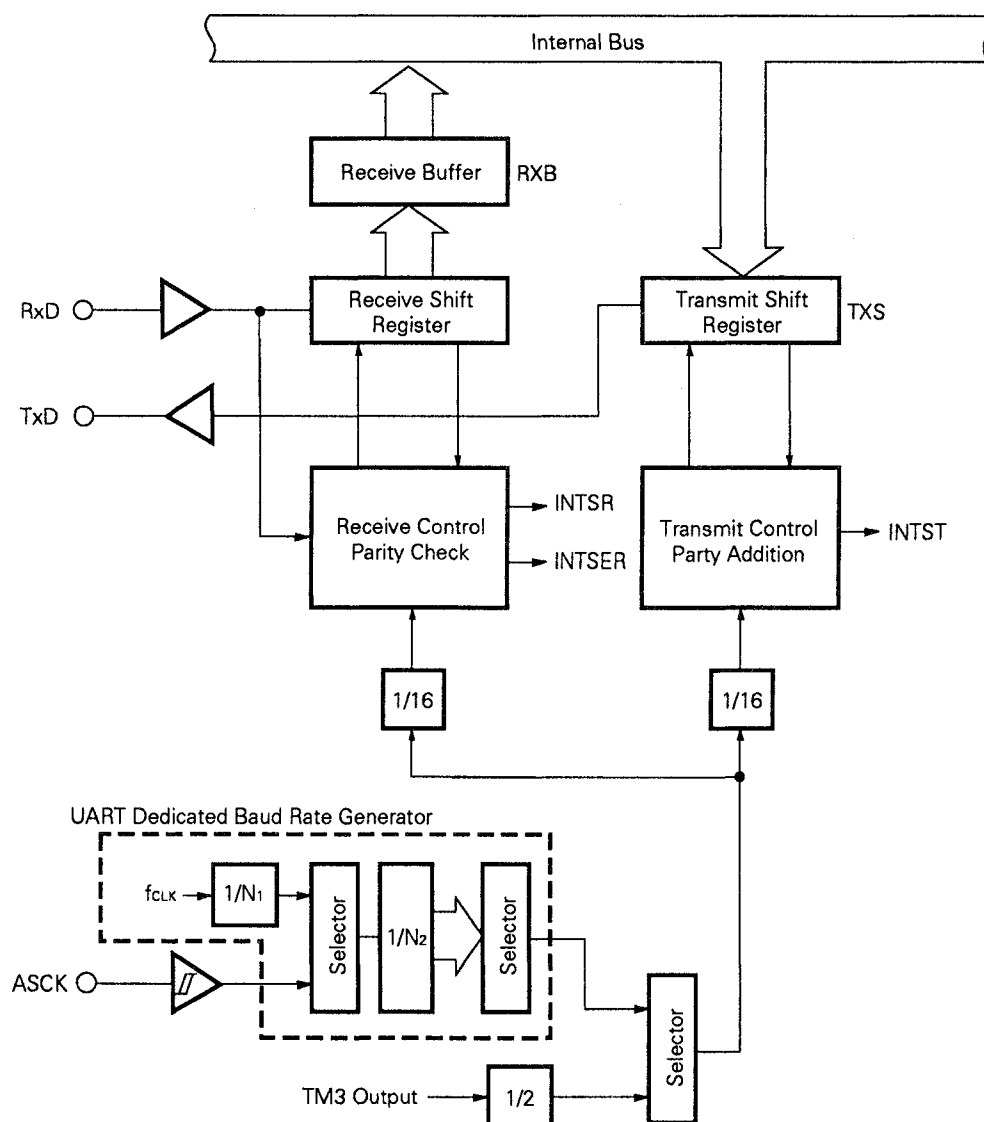 Internal Bus
Receive Buffer
RXB
RxD
Receive Shift
Register
Transmit Shift
Register
TXS
TxD
Receive Control
Parity Check
INTSR
INTSER
Transmit Control
Party Addition
INTST
1/16
1/16
UART Dedicated Baud Rate Generator
fCLK
1/N1
Selector
1/N2
Selector
ASCK
Selector
TM3 Output
1/2